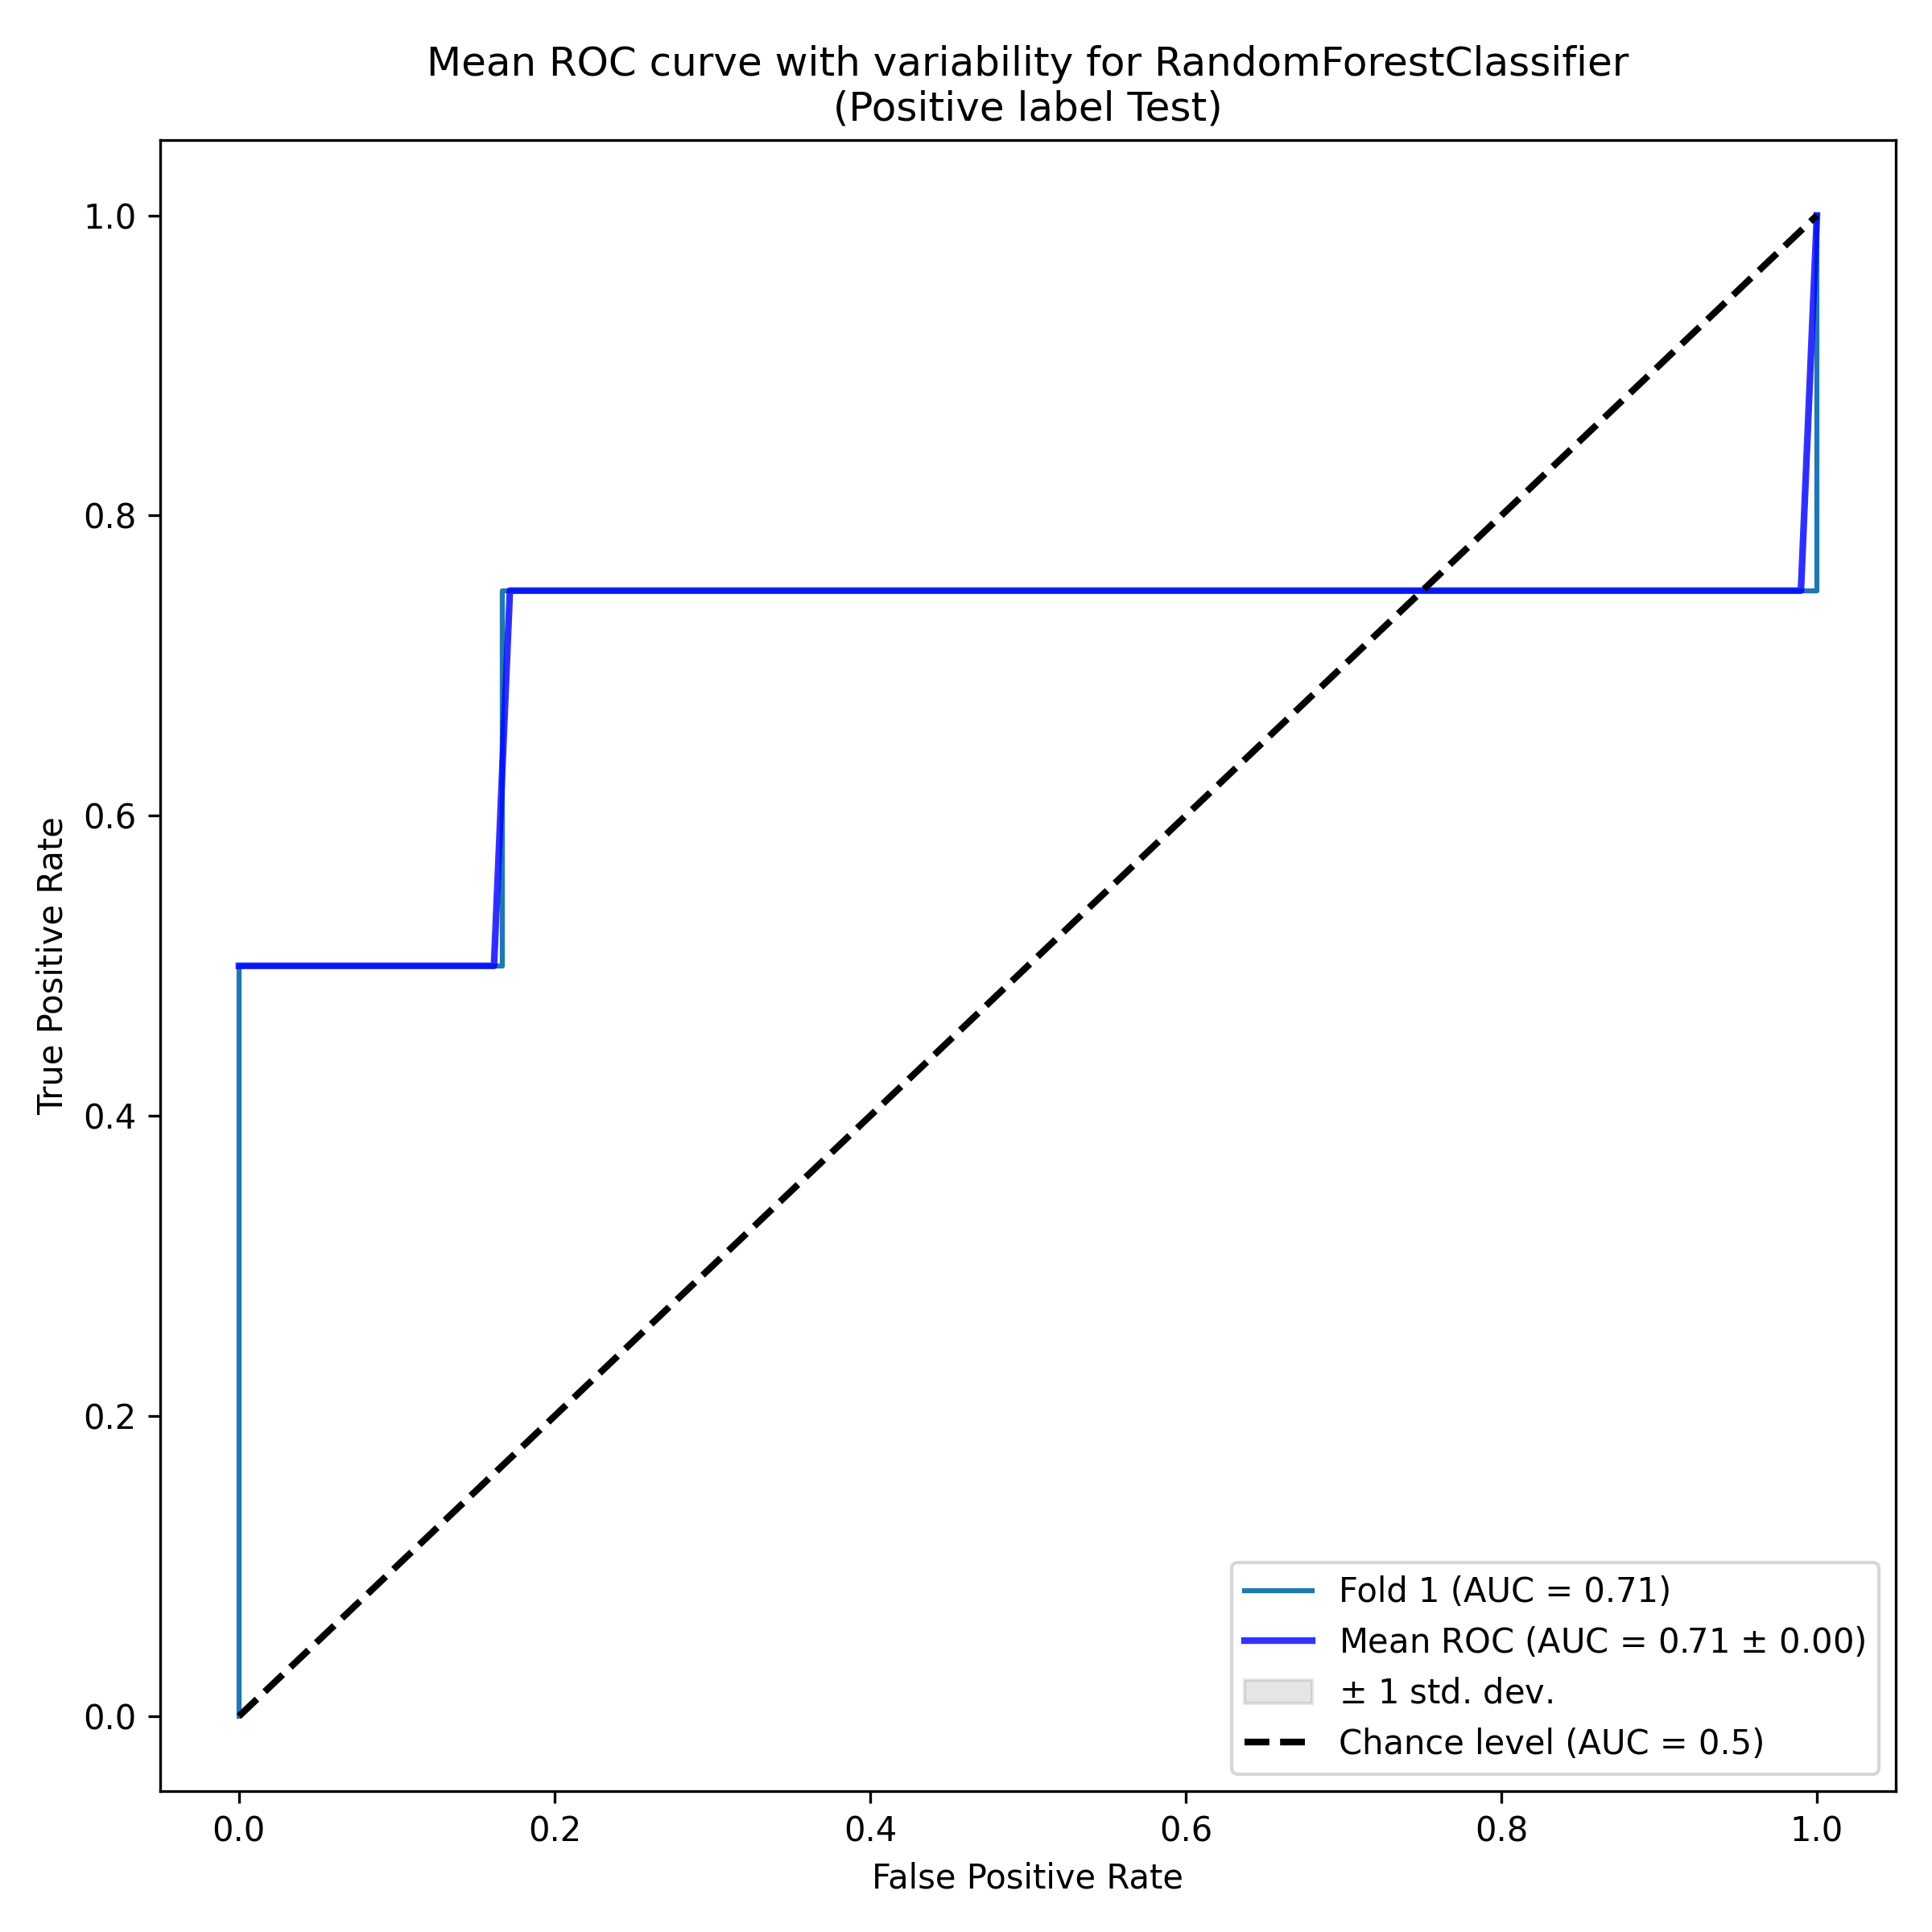 Mean ROC curve with variability for RandomForestClassifier
(Positive label Test)
True Positive Rate
1.0
0.8
0.6
0.4
0.2
0.0
0.0 0.2 0.4 0.6 0.8 1.0
False Positive Rate
Fold 1 (AUC = 0.71)
Mean ROC (AUC = 0.71 ± 0.00)
± 1 std. dev.
Chance level (AUC = 0.5)